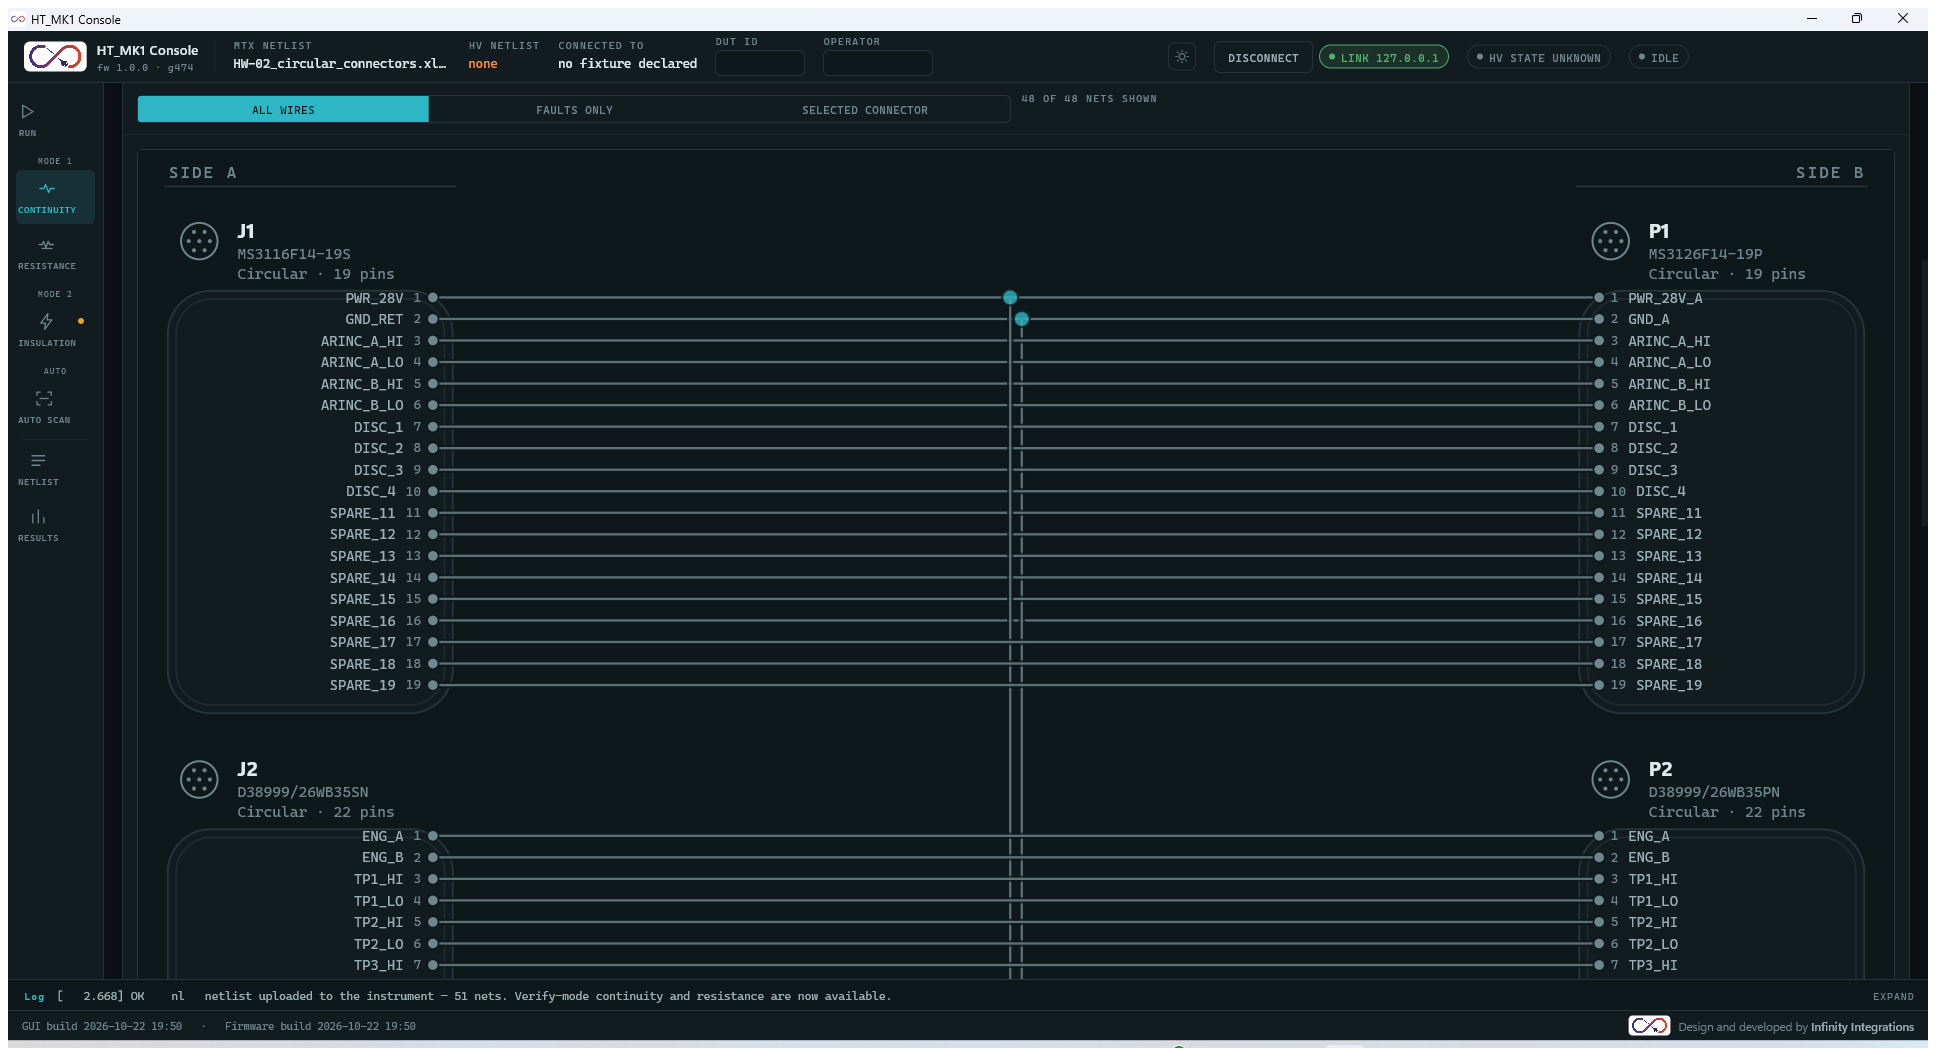 HT_MK1 Console
HT_MK1 Console
fw 1.0.0 · g474
MTX NETLIST
HW-02_circular_connectors.xl…
HV NETLIST
none
CONNECTED TO
no fixture declared
DUT ID
OPERATOR
DISCONNECT
LINK 127.0.0.1
HV STATE UNKNOWN
IDLE
RUN
MODE 1
CONTINUITY
RESISTANCE
MODE 2
INSULATION
AUTO
AUTO SCAN
NETLIST
RESULTS
ALL WIRES
FAULTS ONLY
SELECTED CONNECTOR
48 OF 48 NETS SHOWN
SIDE A
SIDE B
J1
MS3116F14-19S
Circular · 19 pins
PWR_28V 1
GND_RET 2
ARINC_A_HI 3
ARINC_A_LO 4
ARINC_B_HI 5
ARINC_B_LO 6
DISC_1 7
DISC_2 8
DISC_3 9
DISC_4 10
SPARE_11 11
SPARE_12 12
SPARE_13 13
SPARE_14 14
SPARE_15 15
SPARE_16 16
SPARE_17 17
SPARE_18 18
SPARE_19 19
P1
MS3126F14-19P
Circular · 19 pins
1 PWR_28V_A
2 GND_A
3 ARINC_A_HI
4 ARINC_A_LO
5 ARINC_B_HI
6 ARINC_B_LO
7 DISC_1
8 DISC_2
9 DISC_3
10 DISC_4
11 SPARE_11
12 SPARE_12
13 SPARE_13
14 SPARE_14
15 SPARE_15
16 SPARE_16
17 SPARE_17
18 SPARE_18
19 SPARE_19
J2
D38999/26WB35SN
Circular · 22 pins
ENG_A 1
ENG_B 2
TP1_HI 3
TP1_LO 4
TP2_HI 5
TP2_LO 6
TP3_HI 7
P2
D38999/26WB35PN
Circular · 22 pins
1 ENG_A
2 ENG_B
3 TP1_HI
4 TP1_LO
5 TP2_HI
6 TP2_LO
7 TP3_HI
Log [ 2.668] OK nl netlist uploaded to the instrument — 51 nets. Verify-mode continuity and resistance are now available.
EXPAND
GUI build 2026-10-22 19:50 · Firmware build 2026-10-22 19:50
Design and developed by Infinity Integrations